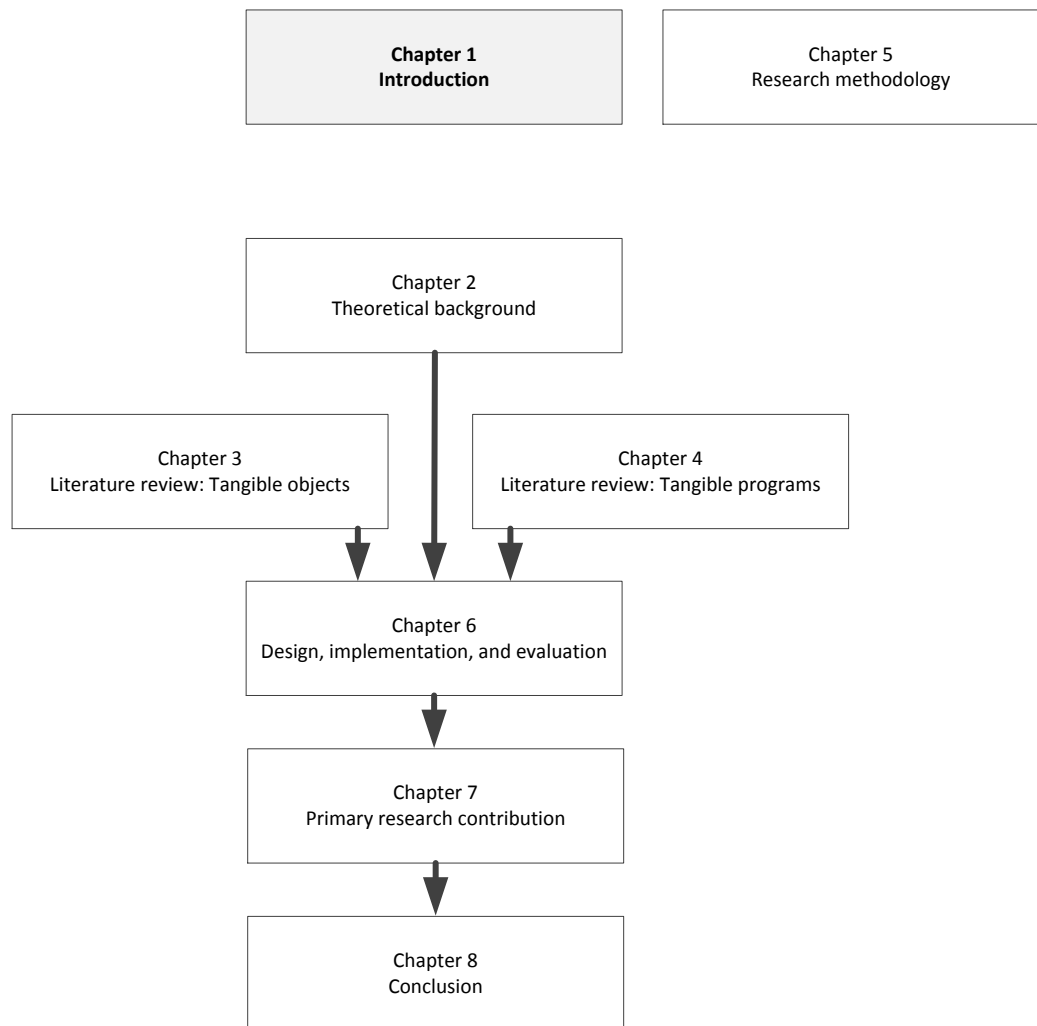 Chapter 1
Introduction
Chapter 5
Research methodology
Chapter 2
Theoretical background
Chapter 3
Literature review: Tangible objects
Chapter 4
Literature review: Tangible programs
Chapter 6
Design, implementation, and evaluation
Chapter 7
Primary research contribution
Chapter 8
Conclusion